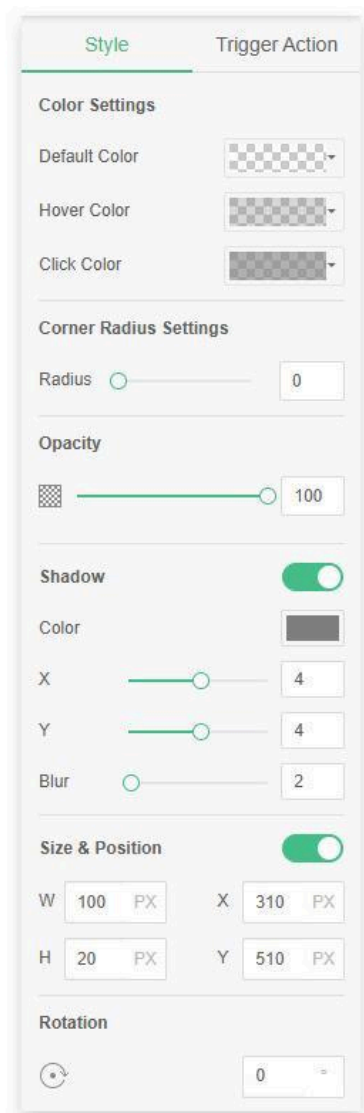 Style Trigger Action
Color Settings
Default Color
Hover Color
Click Color
Corner Radius Settings
Radius 0
Opacity
100
Shadow
Color
X 4
Y 4
Blur 2
Size & Position
W 100 PX X 310 PX
H 20 PX Y 510 PX
Rotation
0 °